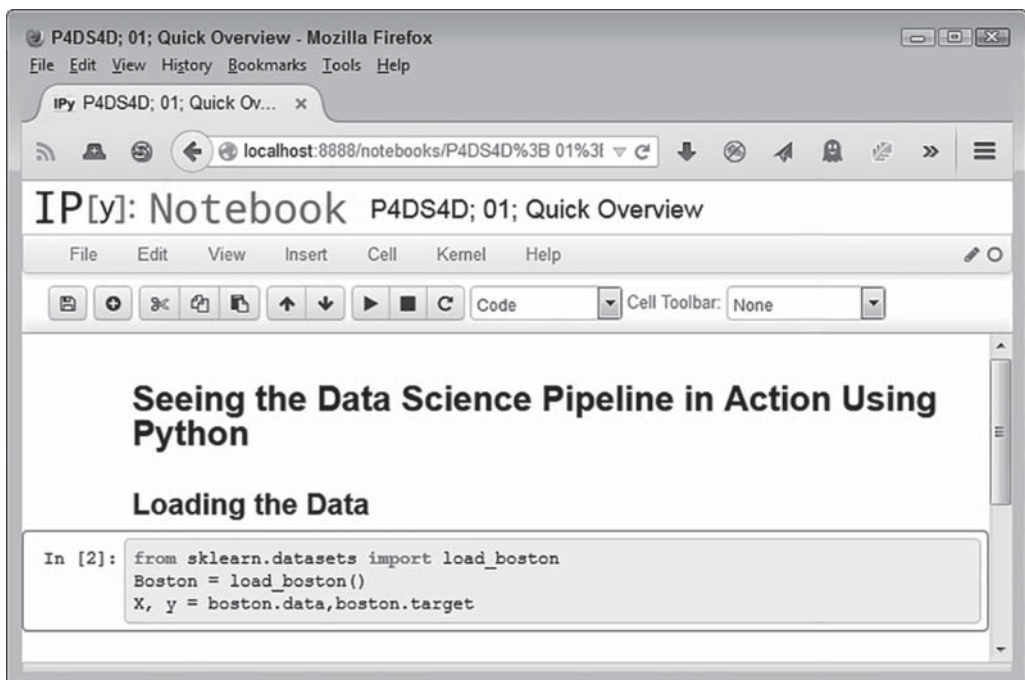 P4DS4D; 01; Quick Overview - Mozilla Firefox
File Edit View History Bookmarks Tools Help
IPy P4DS4D; 01; Quick Ov...
localhost:8888/notebooks/P4DS4D%3B 01%3
IP[y]: Notebook P4DS4D; 01; Quick Overview
File Edit View Insert Cell Kernel Help
Code Cell Toolbar: None
Seeing the Data Science Pipeline in Action Using
Python
Loading the Data
In [2]: from sklearn.datasets import load_boston
Boston = load_boston()
X, y = boston.data,boston.target